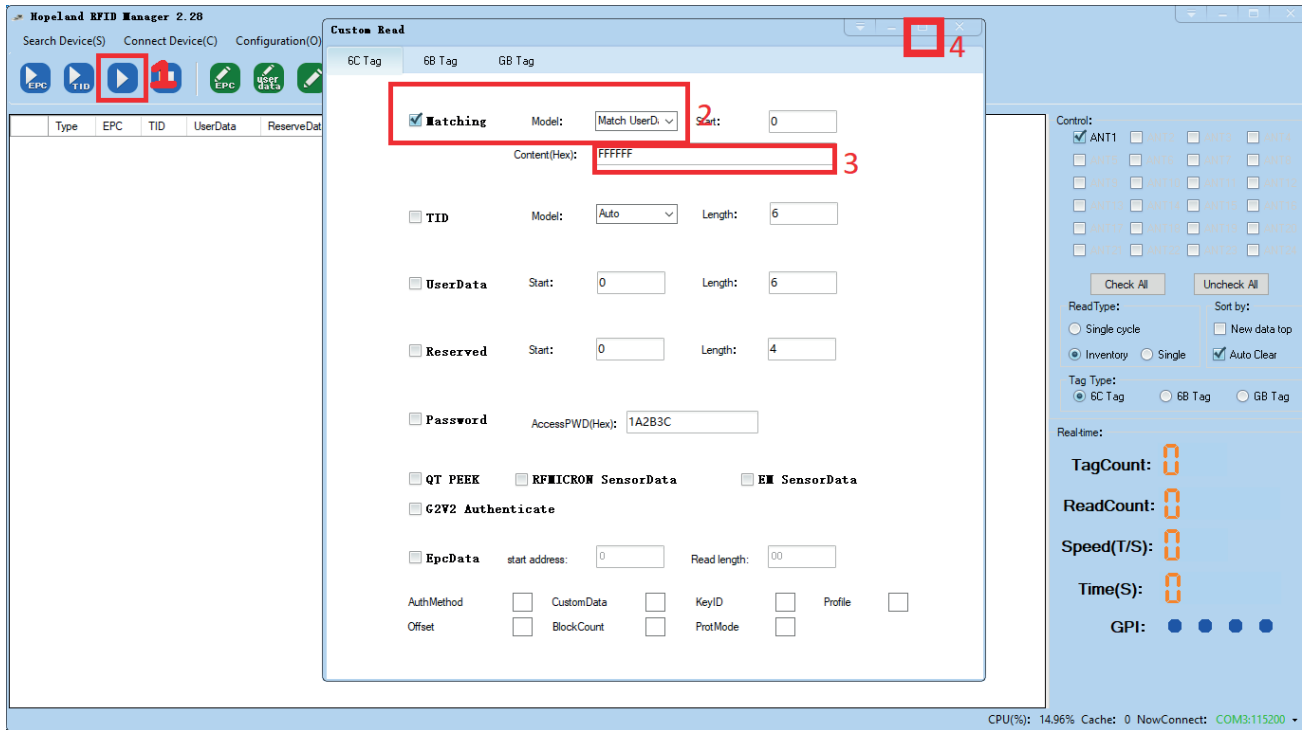 Hopeland RFID Manager 2.28
Search Device(S) Connect Device(C) Configuration(O)
EPC TID 1 EPC user data
Type EPC TID UserData ReserveDat
Custom Read
4
6C Tag 6B Tag GB Tag
Matching Model: Match UserD Start: 0
2
Content(Hex): FFFFFF
3
TID Model: Auto Length: 6
UserData Start: 0 Length: 6
Reserved Start: 0 Length: 4
Password AccessPWD(Hex): 1A2B3C
QT PEEK RFMICRON SensorData EM SensorData
G2V2 Authenticate
EpcData start address: 0 Read length: 00
AuthMethod CustomData KeyID Profile
Offset BlockCount ProtMode
Control:
ANT1
Check All Uncheck All
ReadType: Sort by:
Single cycle New data top
Inventory Single Auto Clear
Tag Type:
6C Tag 6B Tag GB Tag
Real-time:
TagCount: 0
ReadCount: 0
Speed(T/S): 0
Time(S): 0
GPI:
CPU(%): 14.96% Cache: 0 NowConnect: COM3:115200